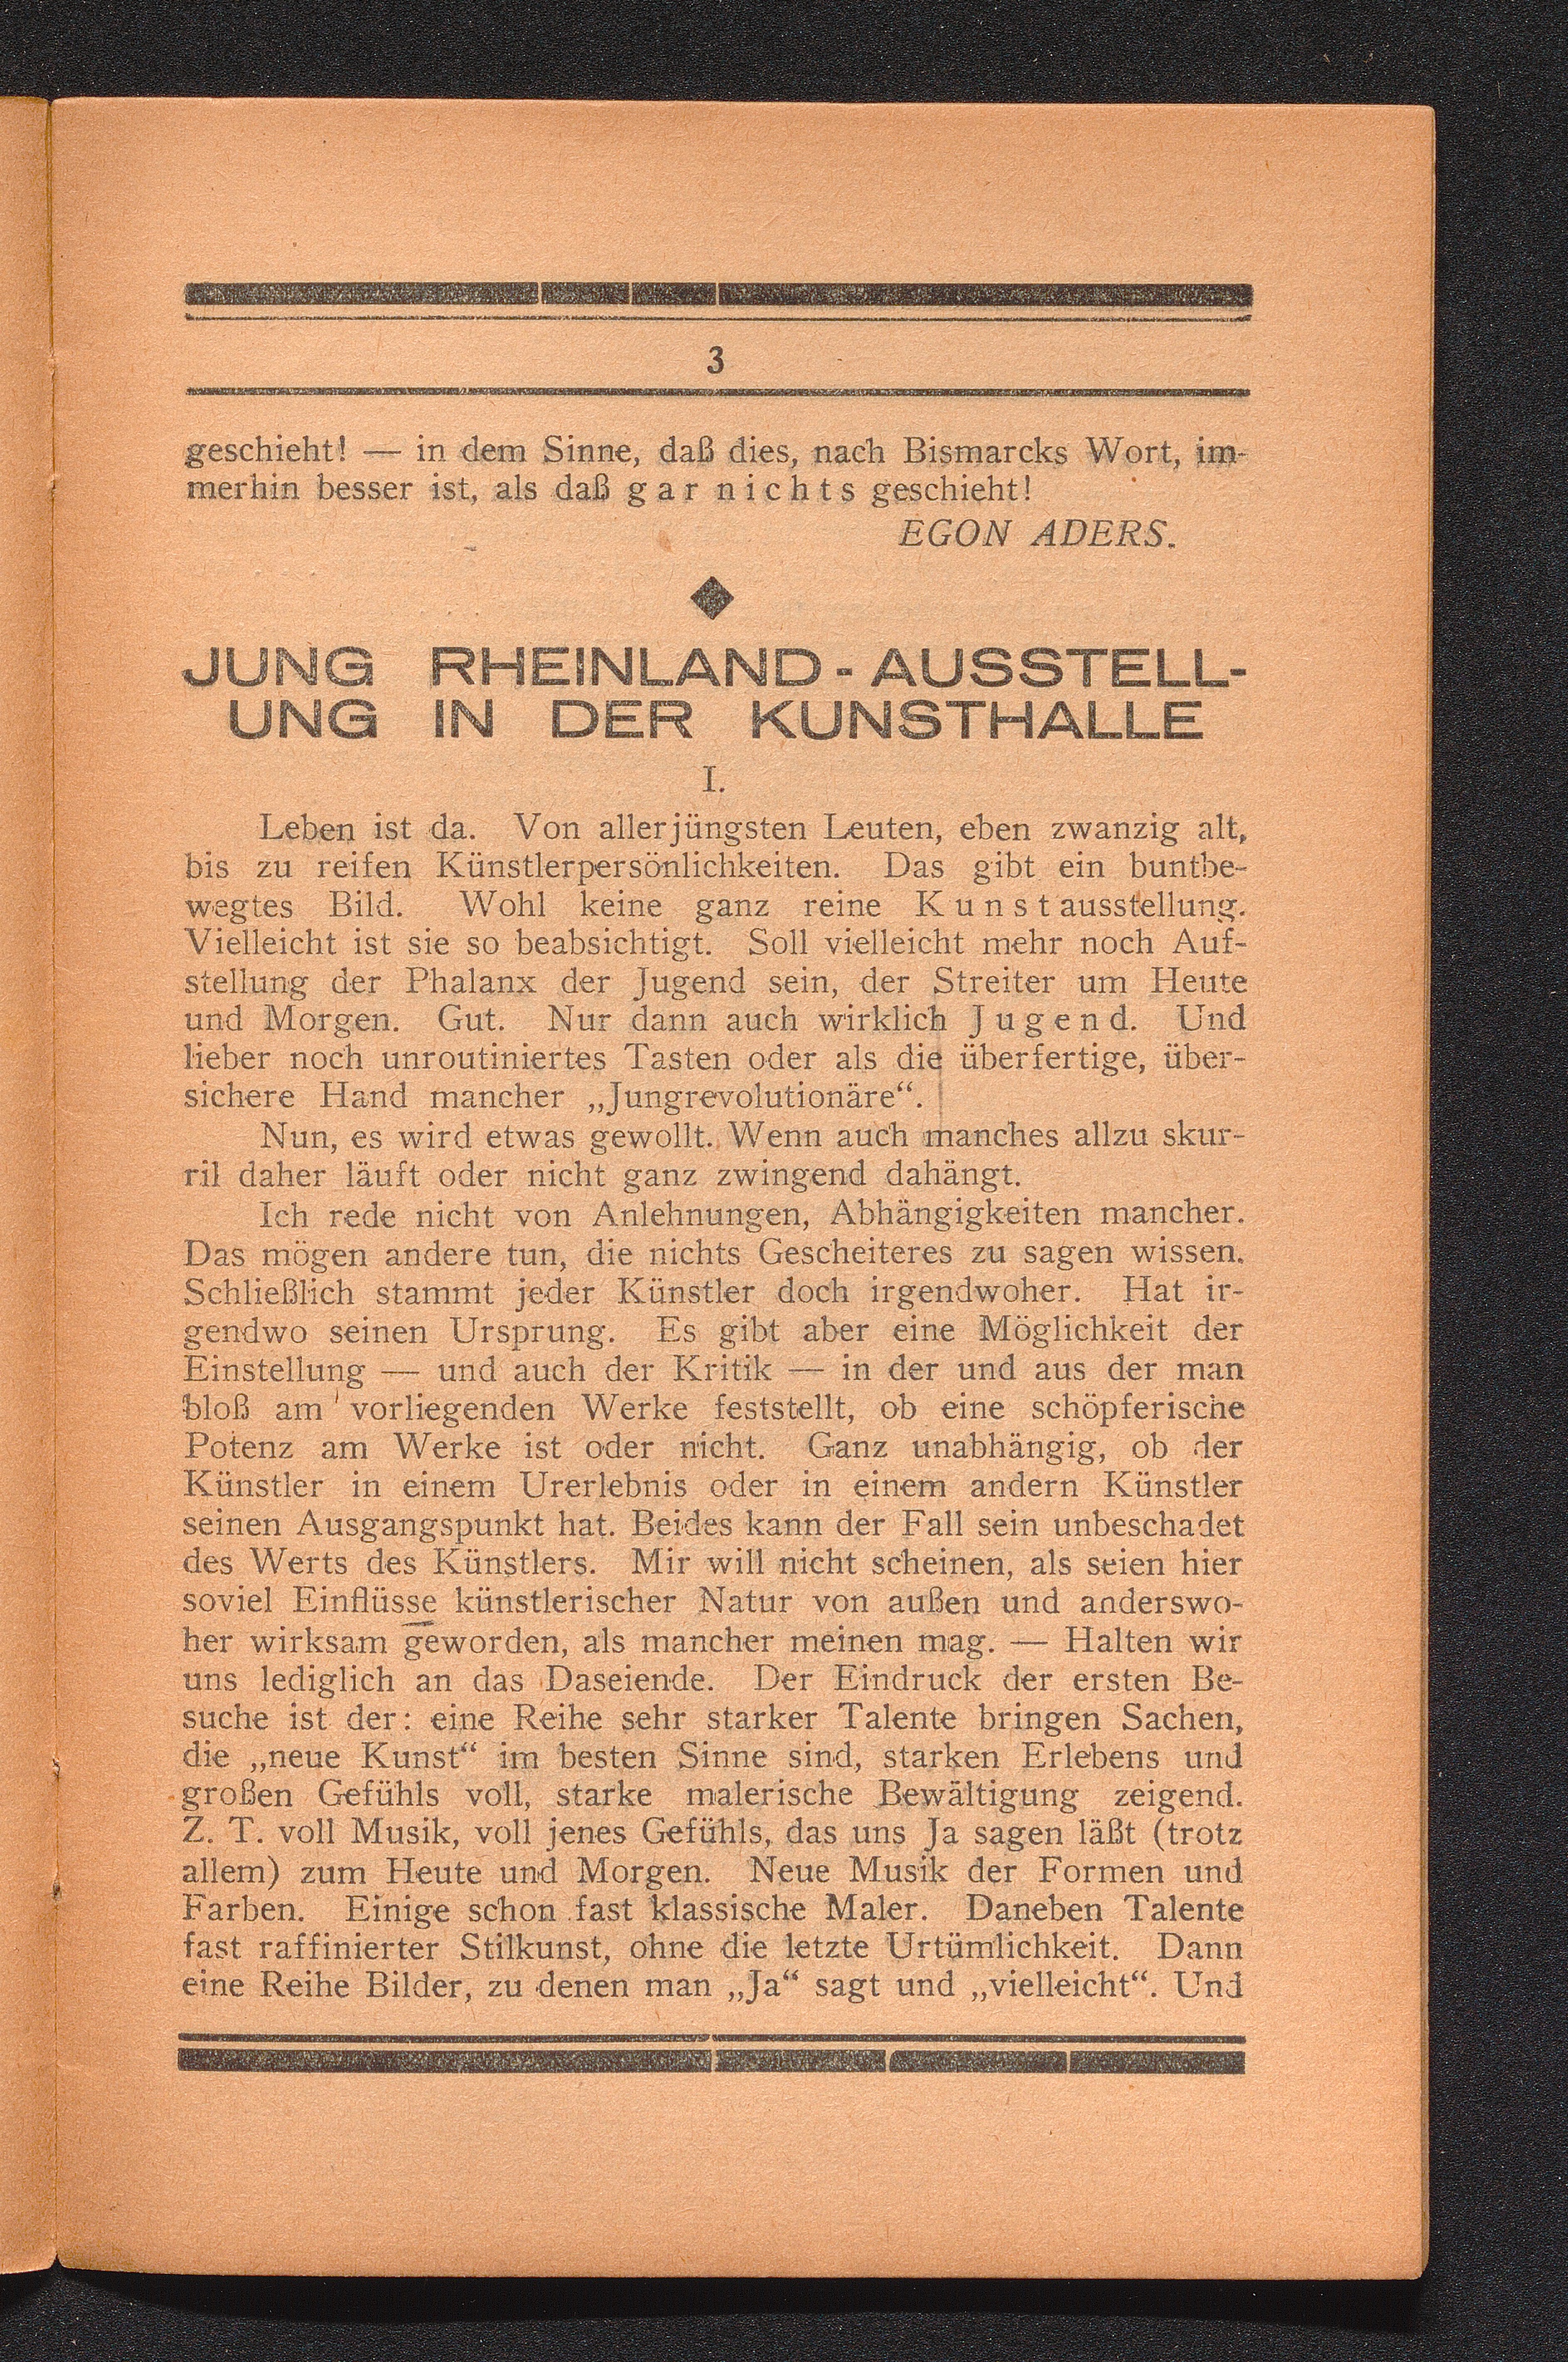 3
geschieht! — in dem Sinne, daß dies, nach Bismarcks Wort, im-
merhin besser ist, als daß gar nichts geschieht!
EGON ADERS.
JUNG RHEINLAND-AUSSTELL-
UNG IN DER KUNSTHALLE
I.
Leben ist da. Von allerjüngsten Leuten, eben zwanzig alt,
bis zu reifen Künstlerpersönlichkeiten. Das gibt ein buntbe-
wegtes Bild. Wohl keine ganz reine Kunstausstellung.
Vielleicht ist sie so beabsichtigt. Soll vielleicht mehr noch Auf-
stellung der Phalanx der Jugend sein, der Streiter um Heute
und Morgen. Gut. Nur dann auch wirklich Jugend. Und
lieber noch unroutiniertes Tasten oder als die überfertige, über-
sichere Hand mancher „Jungrevolutionäre“.
Nun, es wird etwas gewollt. Wenn auch manches allzu skur-
ril daher läuft oder nicht ganz zwingend dahängt.
Ich rede nicht von Anlehnungen, Abhängigkeiten mancher.
Das mögen andere tun, die nichts Gescheiteres zu sagen wissen.
Schließlich stammt jeder Künstler doch irgendwoher. Hat ir-
gendwo seinen Ursprung. Es gibt aber eine Möglichkeit der
Einstellung — und auch der Kritik — in der und aus der man
bloß am vorliegenden Werke feststellt, ob eine schöpferische
Potenz am Werke ist oder nicht. Ganz unabhängig, ob der
Künstler in einem Urerlebnis oder in einem andern Künstler
seinen Ausgangspunkt hat. Beides kann der Fall sein unbeschadet
des Werts des Künstlers. Mir will nicht scheinen, als seien hier
soviel Einflüsse künstlerischer Natur von außen und anderswo-
her wirksam geworden, als mancher meinen mag. — Halten wir
uns lediglich an das Daseiende. Der Eindruck der ersten Be-
suche ist der: eine Reihe sehr starker Talente bringen Sachen,
die „neue Kunst“ im besten Sinne sind, starken Erlebens und
großen Gefühls voll, starke malerische Bewältigung zeigend.
Z. T. voll Musik, voll jenes Gefühls, das uns Ja sagen läßt (trotz
allem) zum Heute und Morgen. Neue Musik der Formen und
Farben. Einige schon fast klassische Maler. Daneben Talente
fast raffinierter Stilkunst, ohne die letzte Urtümlichkeit. Dann
eine Reihe Bilder, zu denen man „Ja“ sagt und „vielleicht“. Und